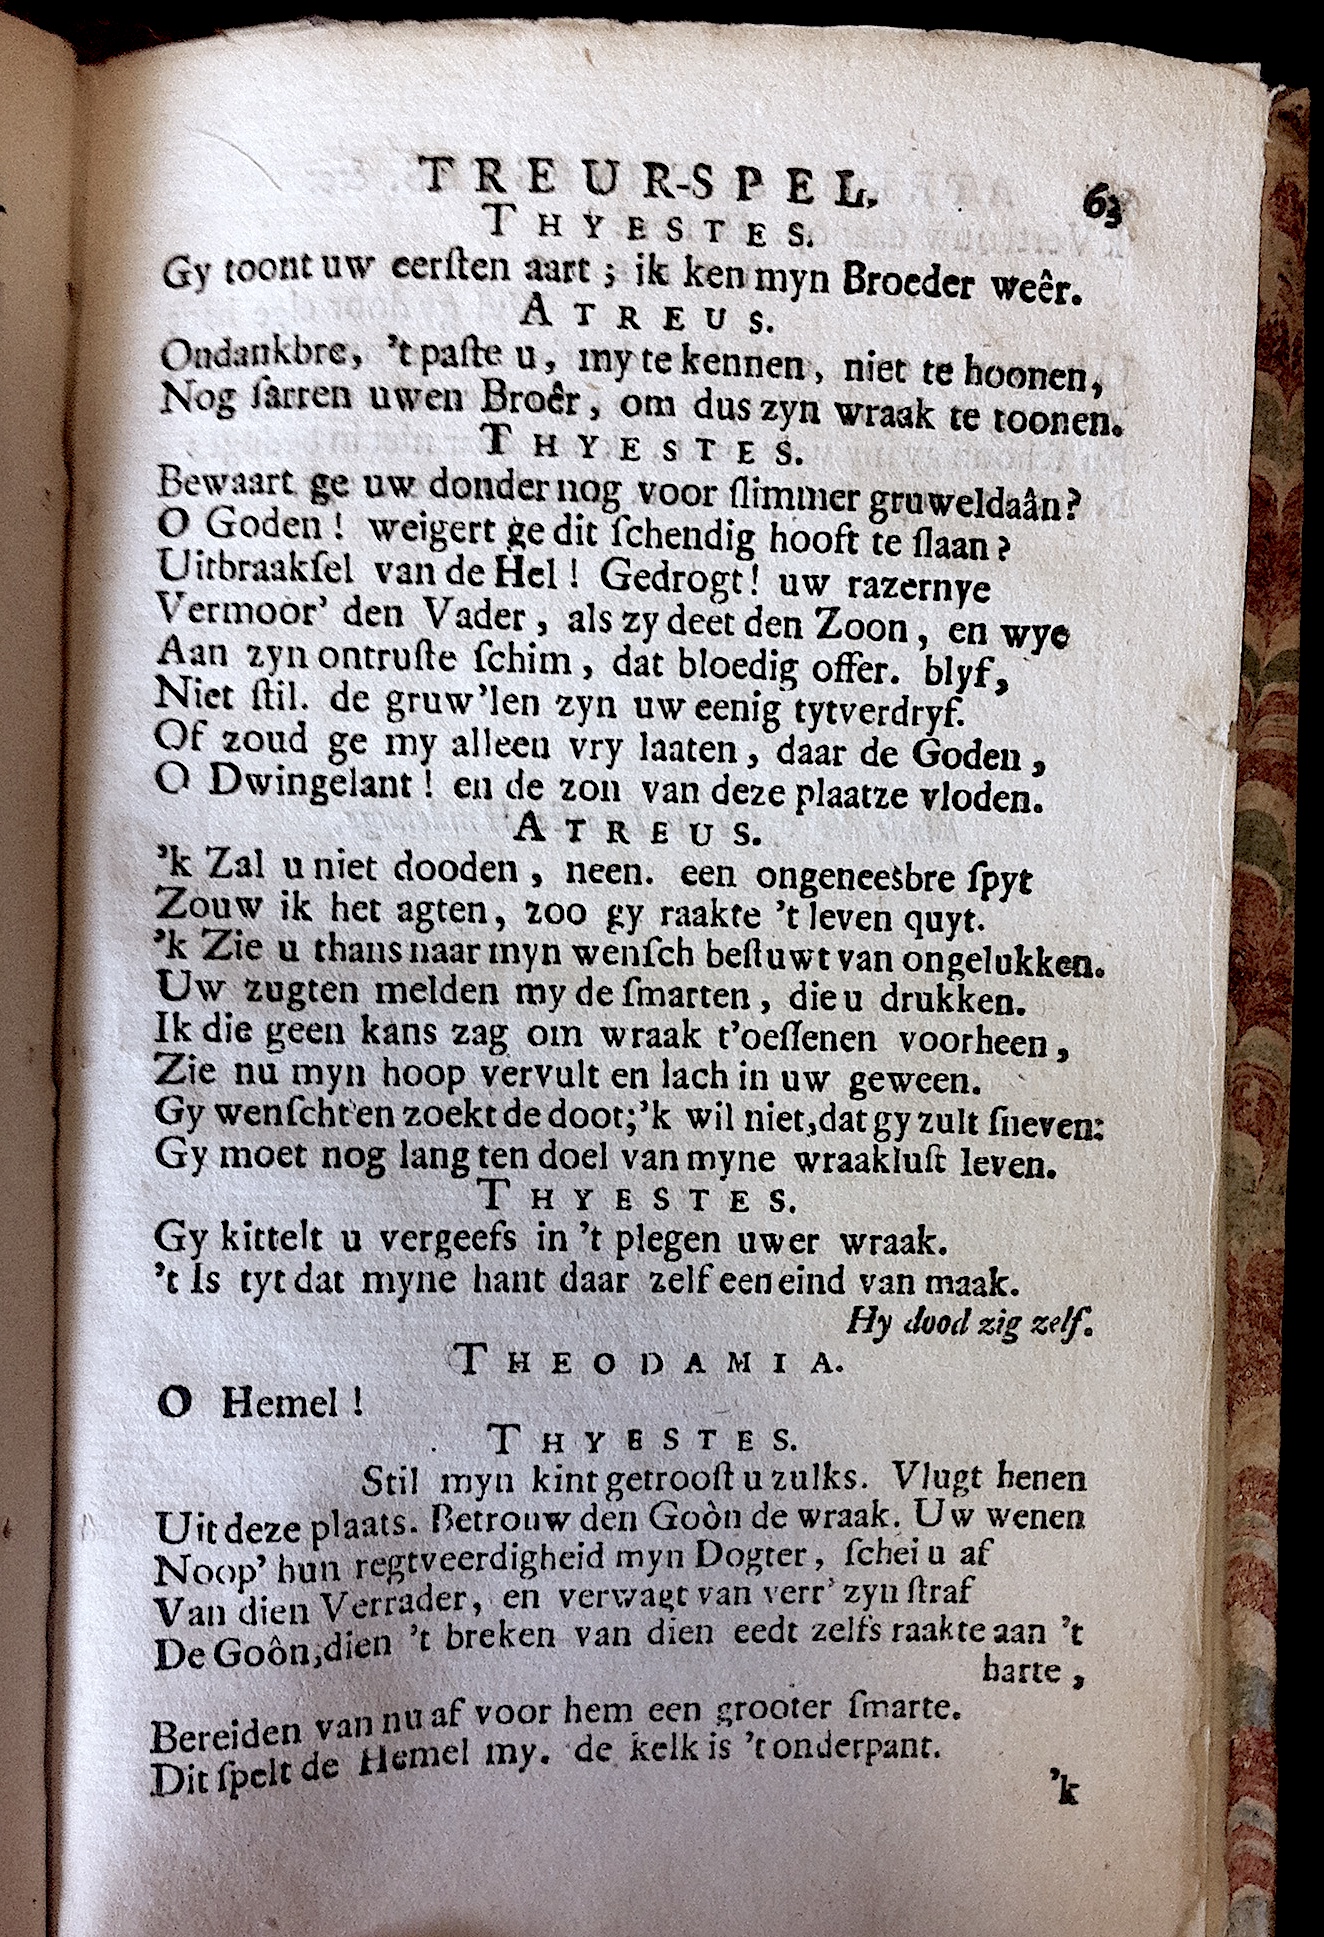 TREUR-SPEL. 63
THYESTES.
Gy toont uw eerſten aart ; ik ken myn Broeder weêr.
ATREUS.
Ondankbre, 't paſte u, my te kennen, niet te hoonen,
Nog ſarren uwen Broêr, om dus zyn wraak te toonen.
THYESTES.
Bewaart ge uw donder nog voor ſlimmer gruweldaân?
O Goden ! weigert ge dit ſchendig hooft te ſlaan ?
Uitbraakſel van de Hel ! Gedrogt ! uw razernye
Vermoor' den Vader, als zy deet den Zoon, en wye
Aan zyn ontruſte ſchim, dat bloedig offer. blyf,
Niet ſtil. de gruw'len zyn uw eenig tytverdryf.
Of zoud ge my alleen vry laaten, daar de Goden,
O Dwingelant ! en de zon van deze plaatze vloden.
ATREUS.
'k Zal u niet dooden, neen. een ongeneesbre ſpyt
Zouw ik het agten, zoo gy raakte 't leven quyt.
'k Zie u thans naar myn wenſch beſtuwt van ongelukken.
Uw zugten melden my de ſmarten, die u drukken.
Ik die geen kans zag om wraak t'oeffenen voorheen,
Zie nu myn hoop vervult en lach in uw geween.
Gy wenſcht en zoekt de doot; 'k wil niet, dat gy zult ſneven:
Gy moet nog lang ten doel van myne wraakluſt leven.
THYESTES.
Gy kittelt u vergeefs in 't plegen uwer wraak.
't Is tyt dat myne hant daar zelf een eind van maak.
Hy dood zig zelf.
THEODAMIA.
O Hemel !
THYESTES.
Stil myn kint getrooſt u zulks. Vlugt henen
Uit deze plaats. Betrouw den Goôn de wraak. Uw wenen
Noop' hun regtveerdigheid myn Dogter, ſchei u af
Van dien Verrader, en verwagt van verr' zyn ſtraf
De Goôn, dien 't breken van dien eedt zelfs raakte aan 't
harte,
Bereiden van nu af voor hem een grooter ſmarte.
Dit ſpelt de Hemel my. de kelk is 't onderpant.
'k